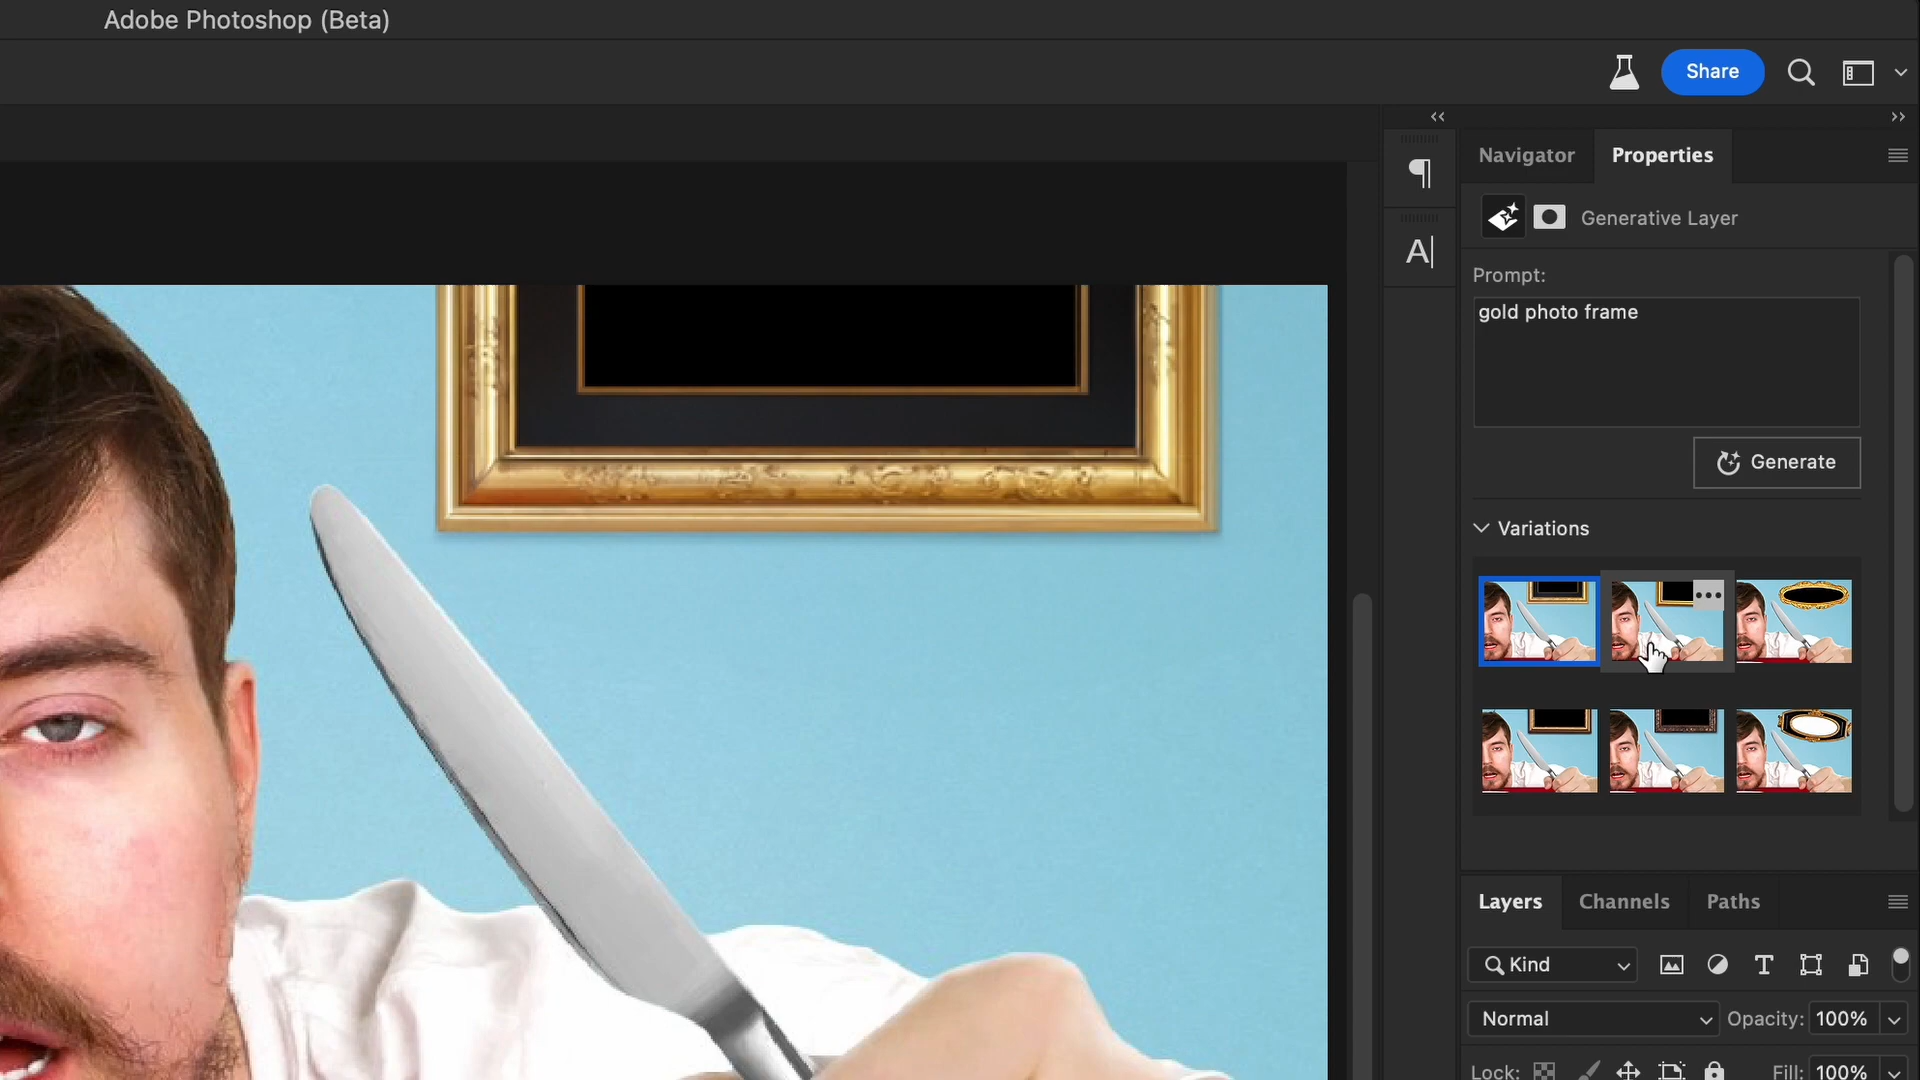 Adobe Photoshop (Beta)
Share
Navigator
Properties
Generative Layer
Prompt:
gold photo frame
Generate
Variations
A
Layers
Channels
Paths
Kind
Normal
Opacity:
100%
Lock:
Fill:
100%